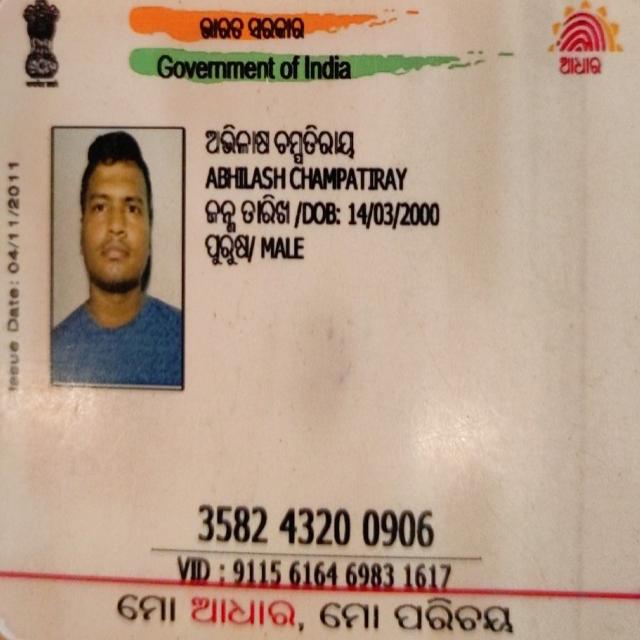 ଭାରତ ସରକାର
Government of India
ଆଧାର
ଅଭିଳାଷ ଚମ୍ପତିରାୟ
ABHILASH CHAMPATIRAY
ଜନ୍ମ ତାରିଖ /DOB: 14/03/2000
ପୁରୁଷ/ MALE
Issue Date: 04/11/2011
3582 4320 0906
VID : 9115 6164 6983 1617
ମୋ ଆଧାର, ମୋ ପରିଚୟ